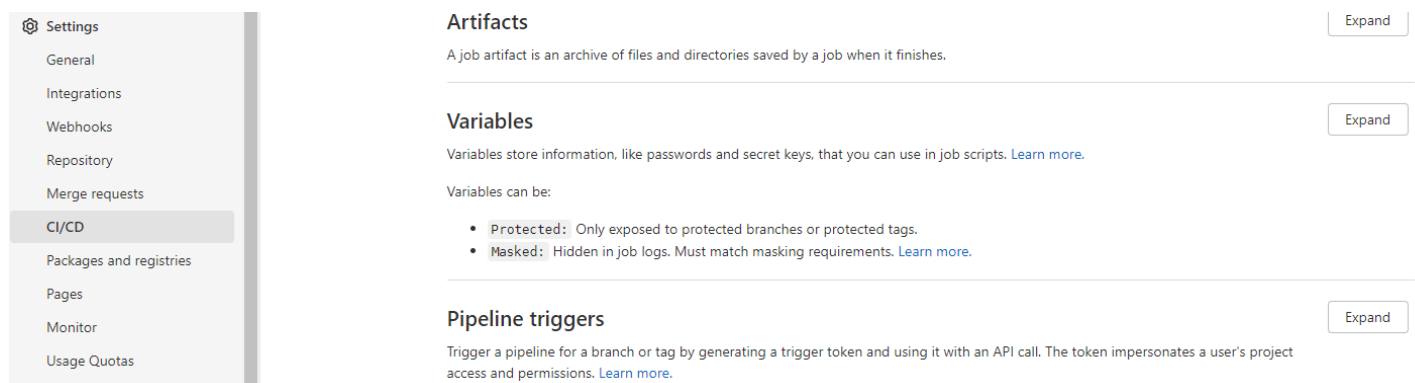 Settings
General
Integrations
Webhooks
Repository
Merge requests
CI/CD
Packages and registries
Pages
Monitor
Usage Quotas
Artifacts
Expand
A job artifact is an archive of files and directories saved by a job when it finishes.
Variables
Expand
Variables store information, like passwords and secret keys, that you can use in job scripts. Learn more.
Variables can be:
• Protected: Only exposed to protected branches or protected tags.
• Masked: Hidden in job logs. Must match masking requirements. Learn more.
Pipeline triggers
Expand
Trigger a pipeline for a branch or tag by generating a trigger token and using it with an API call. The token impersonates a user's project
access and permissions. Learn more.